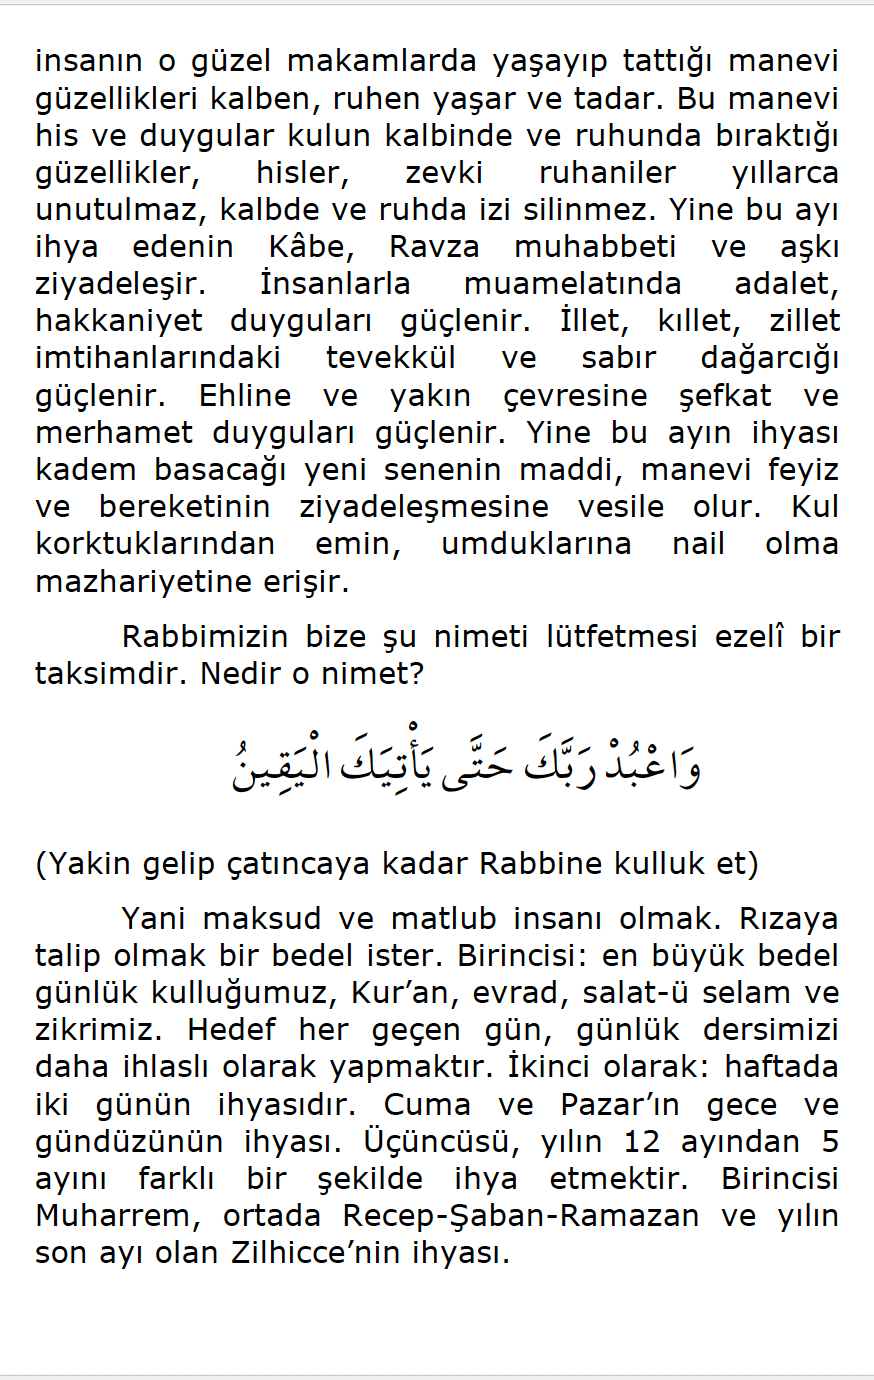 insanın o güzel makamlarda yaşayıp tattığı manevi
güzellikleri kalben, ruhen yaşar ve tadar. Bu manevi
his ve duygular kulun kalbinde ve ruhunda bıraktığı
güzellikler, hisler, zevki ruhaniler yıllarca
unutulmaz, kalbde ve ruhda izi silinmez. Yine bu ayı
ihya edenin Kâbe, Ravza muhabbeti ve aşkı
ziyadeleşir. İnsanlarla muamelatında adalet,
hakkaniyet duyguları güçlenir. İllet, kıllet, zillet
imtihanlarındaki tevekkül ve sabır dağarcığı
güçlenir. Ehline ve yakın çevresine şefkat ve
merhamet duyguları güçlenir. Yine bu ayın ihyası
kadem basacağı yeni senenin maddi, manevi feyiz
ve bereketinin ziyadeleşmesine vesile olur. Kul
korktuklarından emin, umduklarına nail olma
mazhariyetine erişir.
Rabbimizin bize şu nimeti lütfetmesi ezelî bir
taksimdir. Nedir o nimet?
وَاعْبُدْ رَبَّكَ حَتَّى يَأْتِيَكَ الْيَقِينُ
(Yakin gelip çatıncaya kadar Rabbine kulluk et)
Yani maksud ve matlub insanı olmak. Rızaya
talip olmak bir bedel ister. Birincisi: en büyük bedel
günlük kulluğumuz, Kur’an, evrad, salat-ü selam ve
zikrimiz. Hedef her geçen gün, günlük dersimizi
daha ihlaslı olarak yapmaktır. İkinci olarak: haftada
iki günün ihyasıdır. Cuma ve Pazar’ın gece ve
gündüzünün ihyası. Üçüncüsü, yılın 12 ayından 5
ayını farklı bir şekilde ihya etmektir. Birincisi
Muharrem, ortada Recep-Şaban-Ramazan ve yılın
son ayı olan Zilhicce’nin ihyası.